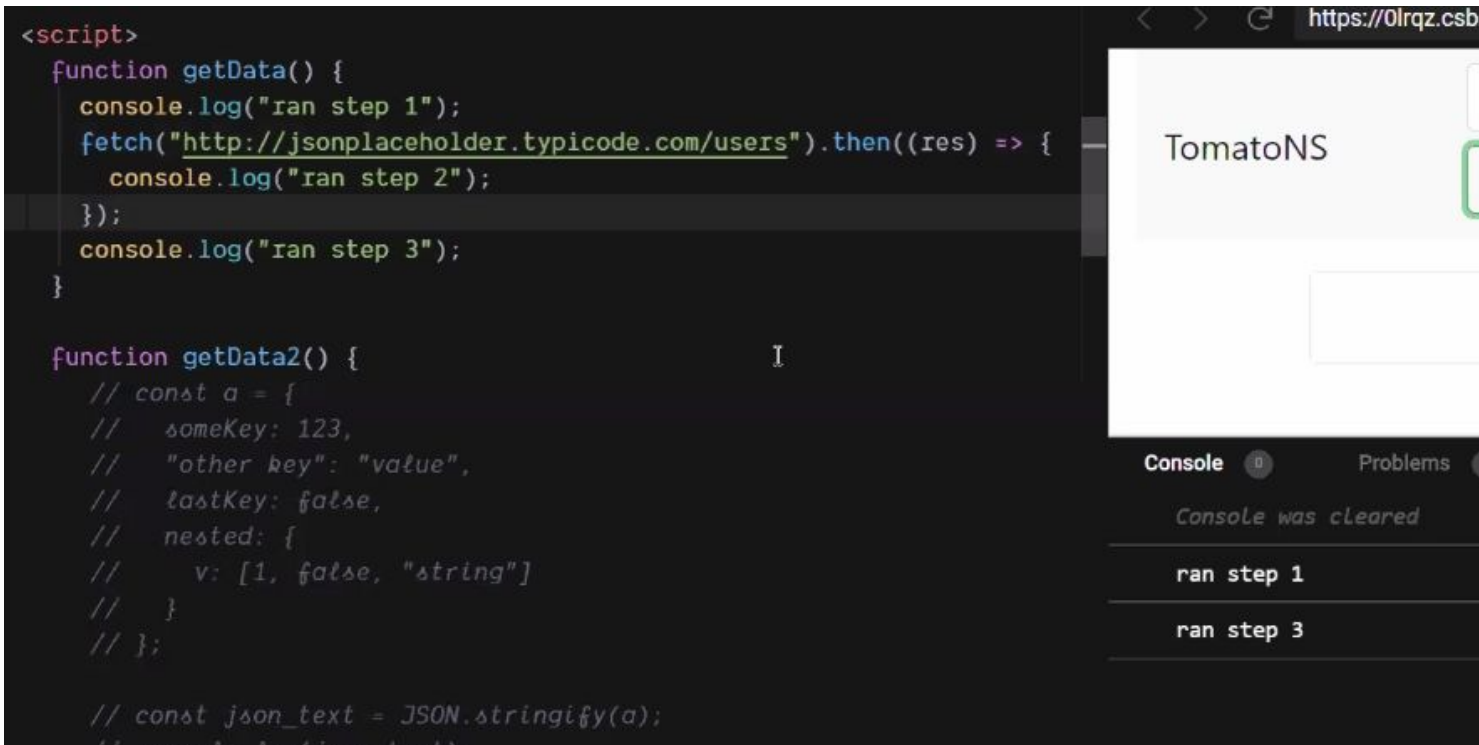 <script>
function getData() {
console.log("ran step 1");
fetch("http://jsonplaceholder.typicode.com/users").then((res) => {
console.log("ran step 2");
});
console.log("ran step 3");
}
function getData2() {
// const a = {
// someKey: 123,
// "other key": "value",
// lastKey: false,
// nested: {
// v: [1, false, "string"]
// }
// };
// const json_text = JSON.stringify(a);
https://0lrqz.csb
TomatoNS
Console 0 Problems
Console was cleared
ran step 1
ran step 3